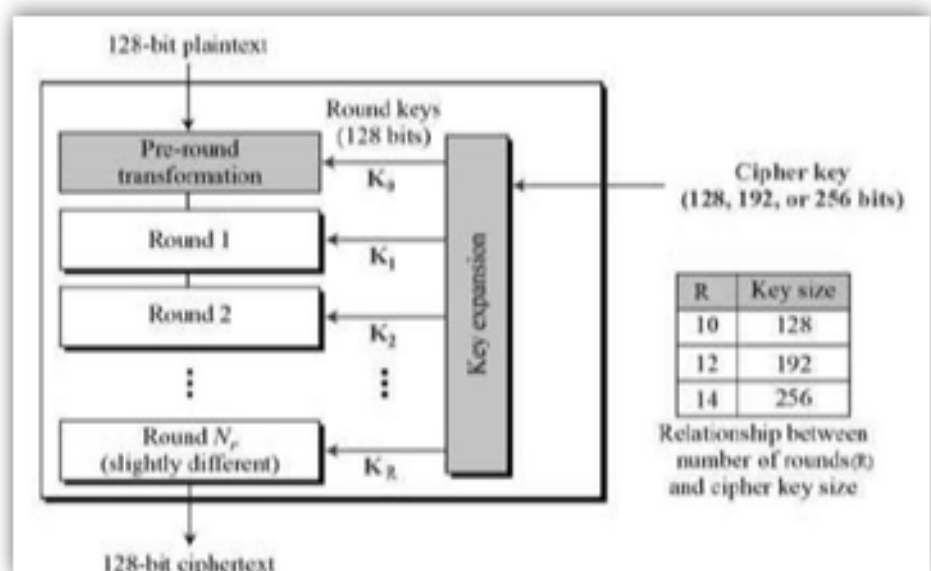 128-bit plaintext
Round keys
(128 bits)
Pre-round
transformation
K₀
Cipher key
(128, 192, or 256 bits)
Round 1
K₁
Key expansion
Round 2
K₂
R Key size
10 128
12 192
14 256
Relationship between
number of rounds(R)
and cipher key size
Round Nᵣ
(slightly different)
K_R
128-bit ciphertext